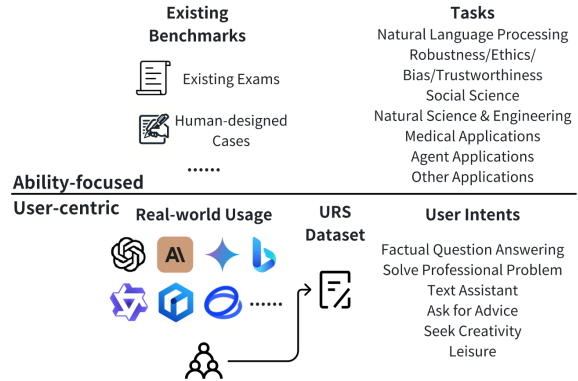 Existing
Benchmarks
Existing Exams
Human-designed
Cases
......
Tasks
Natural Language Processing
Robustness/Ethics/
Bias/Trustworthiness
Social Science
Natural Science & Engineering
Medical Applications
Agent Applications
Other Applications
Ability-focused
User-centric
Real-world Usage
A\
......
URS
Dataset
User Intents
Factual Question Answering
Solve Professional Problem
Text Assistant
Ask for Advice
Seek Creativity
Leisure